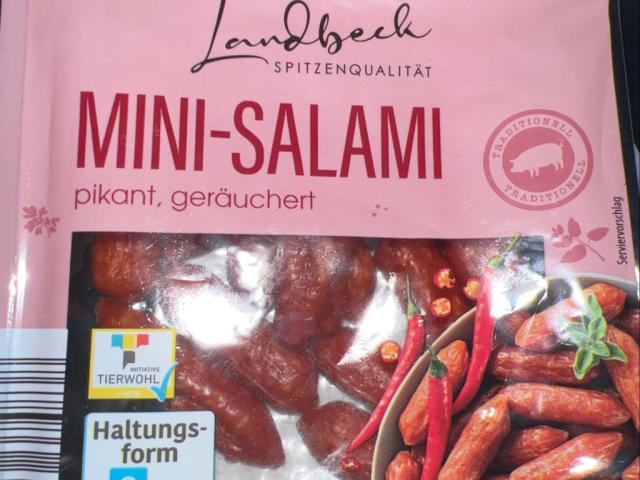 Landbeck
SPITZENQUALITÄT
MINI-SALAMI
pikant, geräuchert
TRADITIONELL
TRADITIONELL
Serviervorschlag
INITIATIVE
TIERWOHL
Haltungs-
form